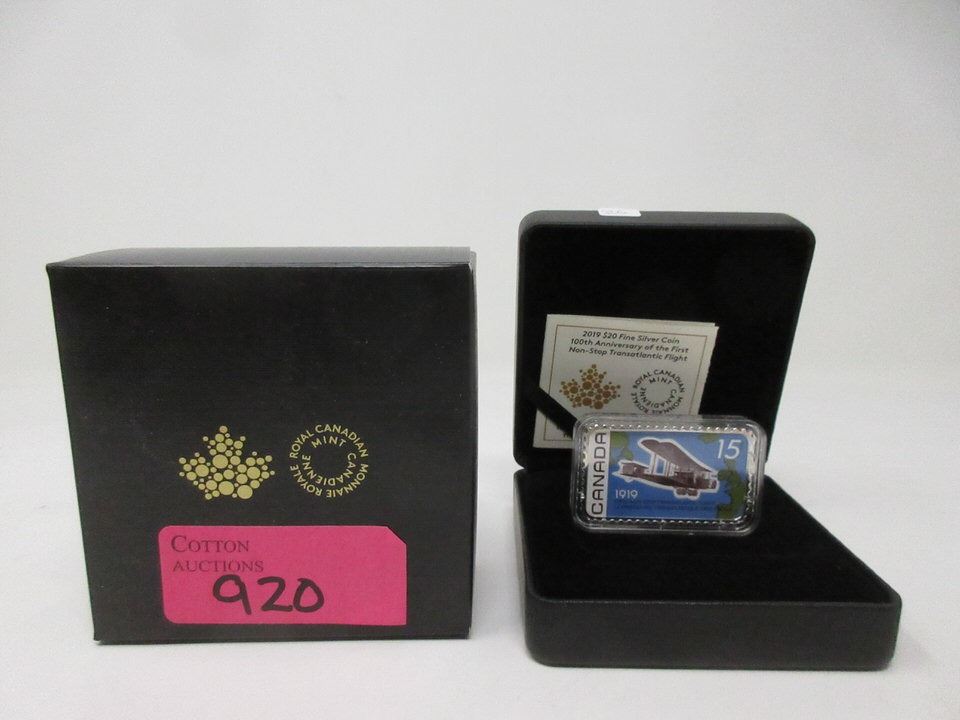 ROYAL CANADIAN MINT
MONNAIE ROYALE CANADIENNE
COTTON
AUCTIONS
920
2019 $20 Fine Silver Coin
100th Anniversary of the First
Non-Stop Transatlantic Flight
ROYAL CANADIAN MINT
MONNAIE ROYALE CANADIENNE
CANADA
15
1919